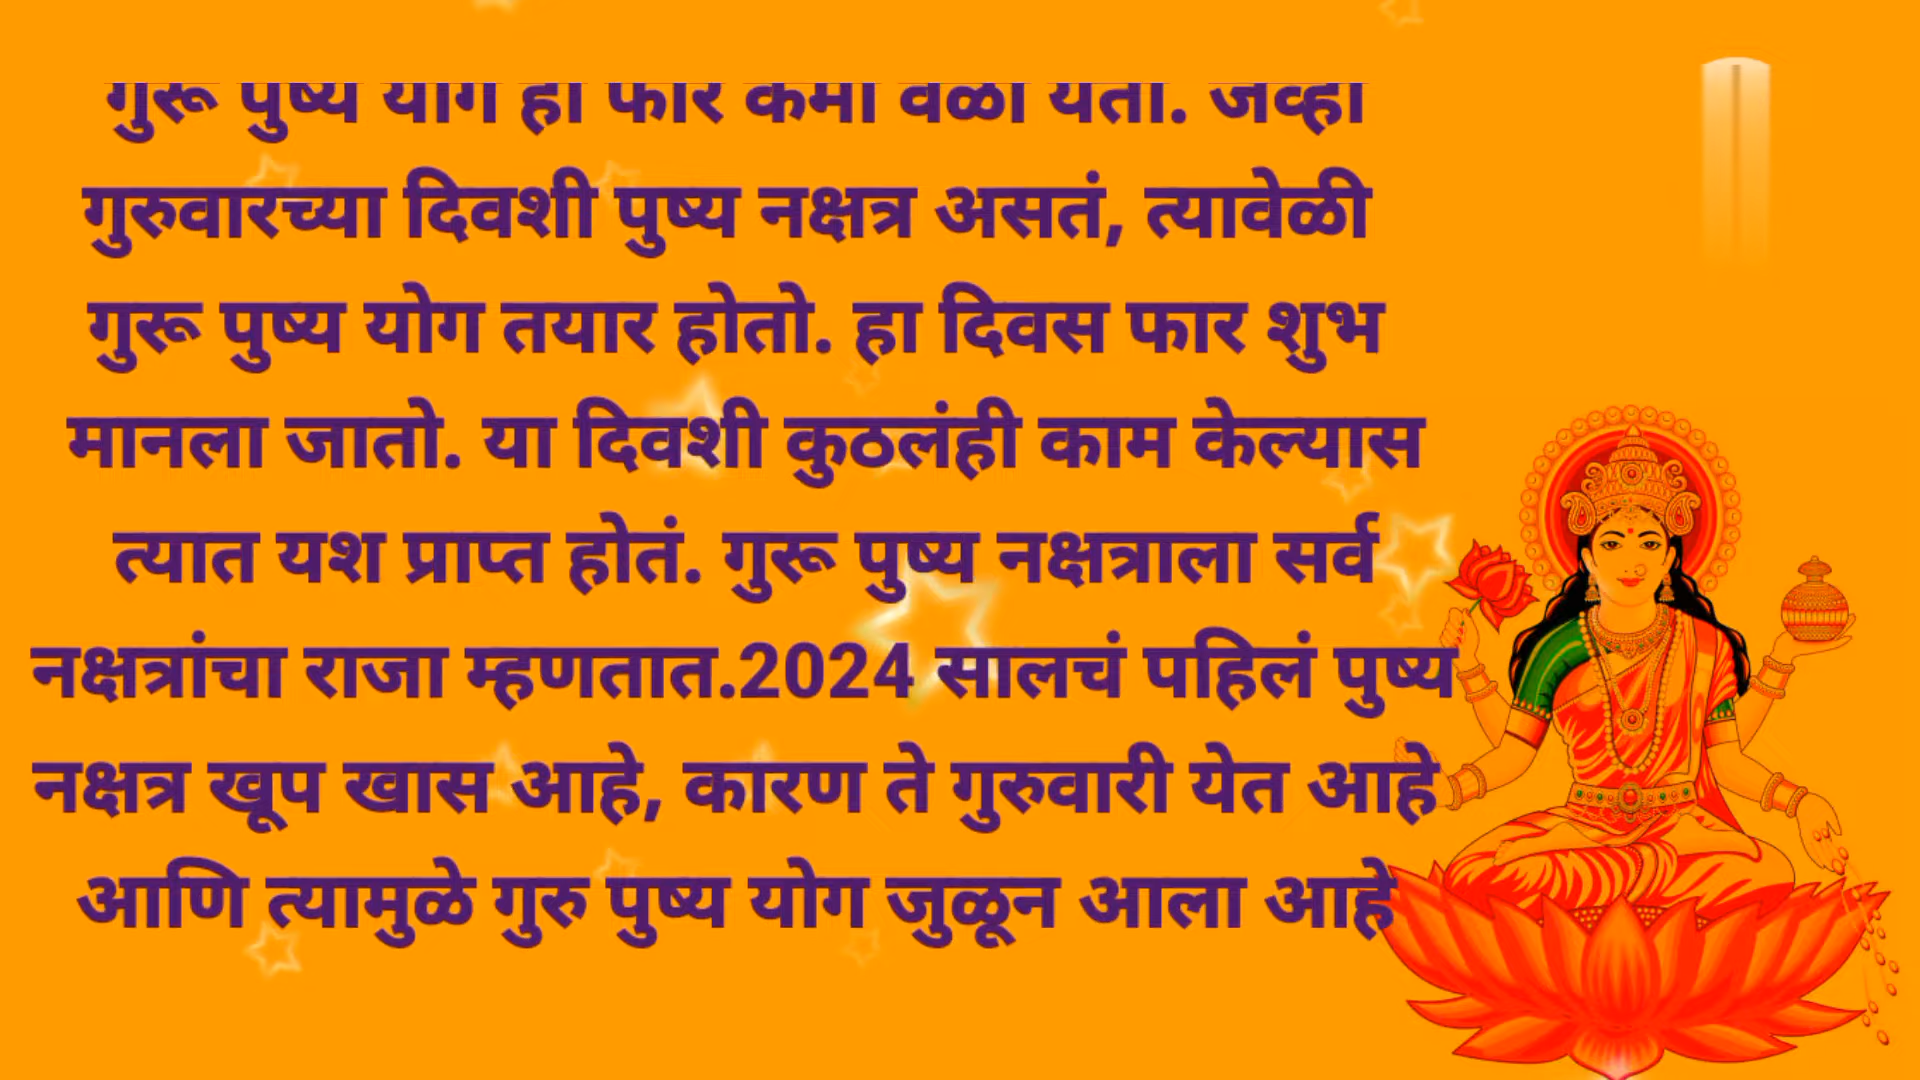 गुरू पुष्य योग हा फार कमी वेळा येतो. जेव्हा
गुरुवारच्या दिवशी पुष्य नक्षत्र असतं, त्यावेळी
गुरू पुष्य योग तयार होतो. हा दिवस फार शुभ
मानला जातो. या दिवशी कुठलंही काम केल्यास
त्यात यश प्राप्त होतं. गुरू पुष्य नक्षत्राला सर्व
नक्षत्रांचा राजा म्हणतात.2024 सालचं पहिलं पुष्य
नक्षत्र खूप खास आहे, कारण ते गुरुवारी येत आहे
आणि त्यामुळे गुरु पुष्य योग जुळून आला आहे